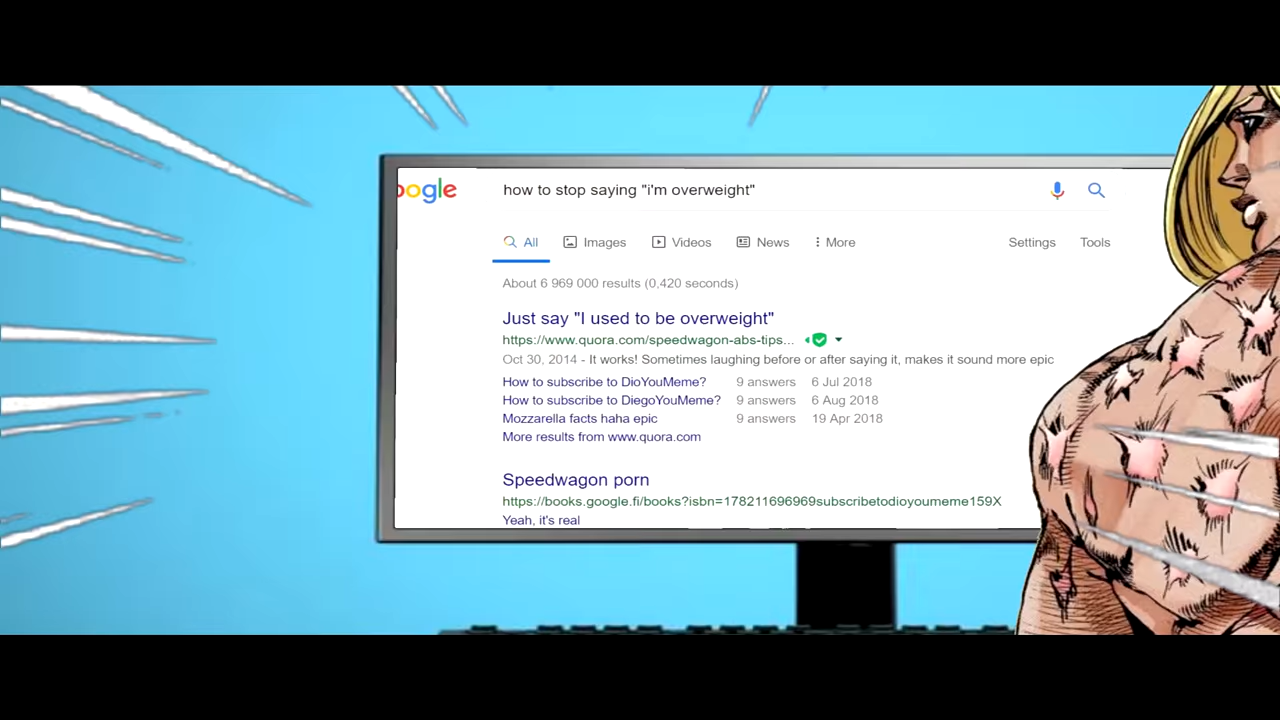 oogle
how to stop saying "i'm overweight"
All Images Videos News More Settings Tools
About 6 969 000 results (0,420 seconds)
Just say "I used to be overweight"
https://www.quora.com/speedwagon-abs-tips...
Oct 30, 2014 - It works! Sometimes laughing before or after saying it, makes it sound more epic
How to subscribe to DioYouMeme? 9 answers 6 Jul 2018
How to subscribe to DiegoYouMeme? 9 answers 6 Aug 2018
Mozzarella facts haha epic 9 answers 19 Apr 2018
More results from www.quora.com
Speedwagon porn
https://books.google.fi/books?isbn=178211696969subscribetodioyoumeme159X
Yeah, it's real